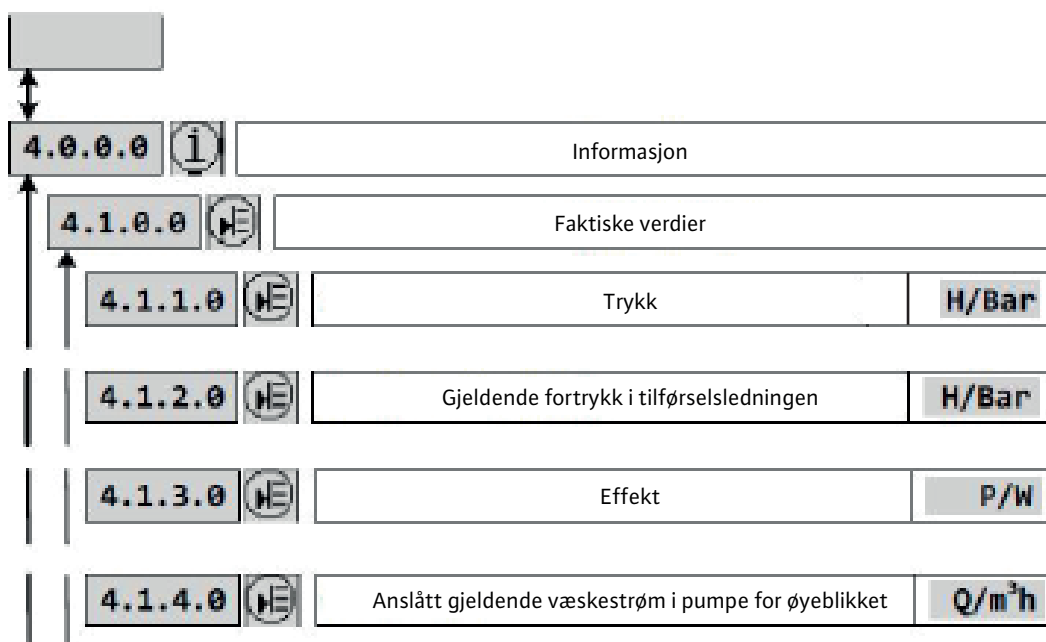 4.0.0.0 i Informasjon
4.1.0.0 Faktiske verdier
4.1.1.0 Trykk H/Bar
4.1.2.0 Gjeldende fortrykk i tilførselsledningen H/Bar
4.1.3.0 Effekt P/W
4.1.4.0 Anslått gjeldende væskestrøm i pumpe for øyeblikket Q/m³h